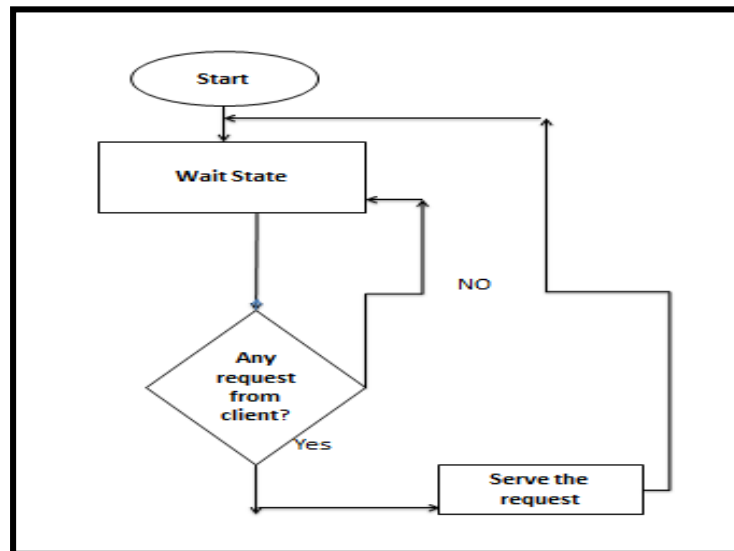 Start
Wait State
NO
Any
request
from
client?
Yes
Serve the
request